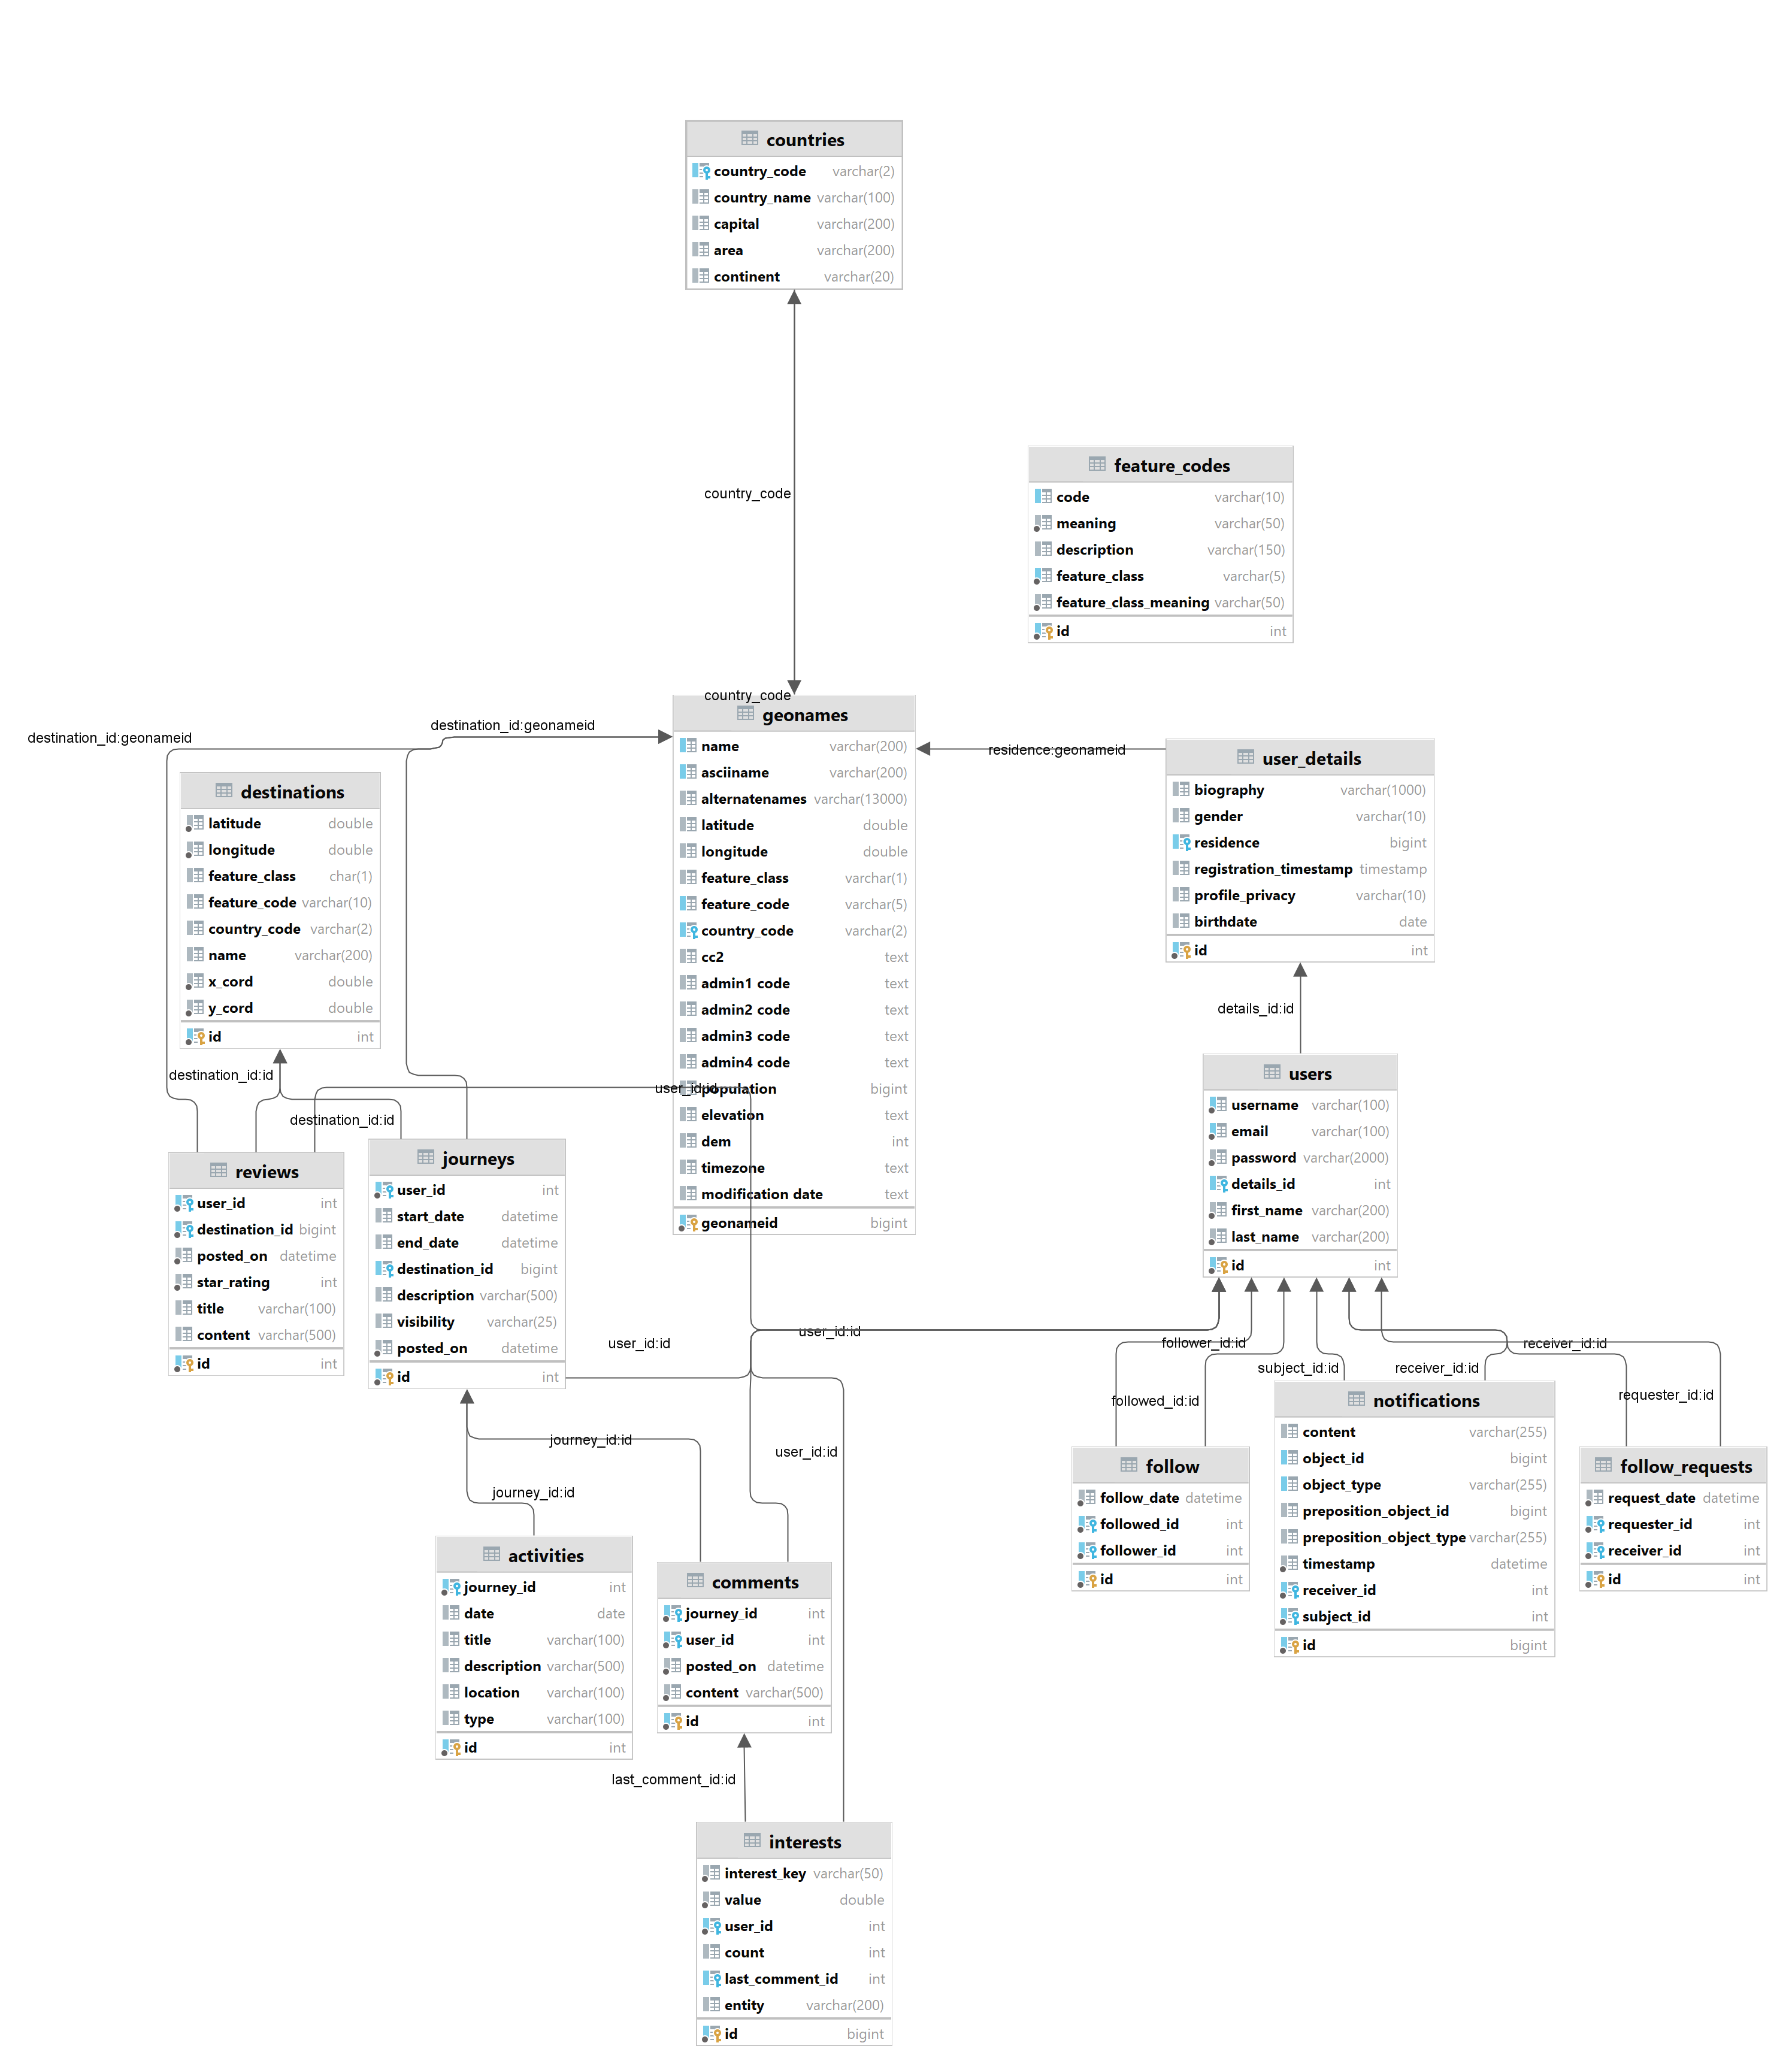 countries
country_code varchar(2)
country_name varchar(100)
capital varchar(200)
area varchar(200)
continent varchar(20)
country_code
feature_codes
code varchar(10)
meaning varchar(50)
description varchar(150)
feature_class varchar(5)
feature_class_meaning varchar(50)
id int
country_code
geonames
name varchar(200)
asciiname varchar(200)
alternatenames varchar(13000)
latitude double
longitude double
feature_class varchar(1)
feature_code varchar(5)
country_code varchar(2)
cc2 text
admin1 code text
admin2 code text
admin3 code text
admin4 code text
population bigint
elevation text
dem int
timezone text
modification date text
geonameid bigint
destination_id:geonameid
destination_id:geonameid
residence:geonameid
destinations
latitude double
longitude double
feature_class char(1)
feature_code varchar(10)
country_code varchar(2)
name varchar(200)
x_cord double
y_cord double
id int
user_details
biography varchar(1000)
gender varchar(10)
residence bigint
registration_timestamp timestamp
profile_privacy varchar(10)
birthdate date
id int
details_id:id
destination_id:id
destination_id:id
user_id:id
users
username varchar(100)
email varchar(100)
password varchar(2000)
details_id int
first_name varchar(200)
last_name varchar(200)
id int
reviews
user_id int
destination_id bigint
posted_on datetime
star_rating int
title varchar(100)
content varchar(500)
id int
journeys
user_id int
start_date datetime
end_date datetime
destination_id bigint
description varchar(500)
visibility varchar(25)
posted_on datetime
id int
user_id:id
user_id:id
follower_id:id
receiver_id:id
subject_id:id
receiver_id:id
followed_id:id
requester_id:id
journey_id:id
user_id:id
journey_id:id
follow
follow_date datetime
followed_id int
follower_id int
id int
notifications
content varchar(255)
object_id bigint
object_type varchar(255)
preposition_object_id bigint
preposition_object_type varchar(255)
timestamp datetime
receiver_id int
subject_id int
id bigint
follow_requests
request_date datetime
requester_id int
receiver_id int
id int
activities
journey_id int
date date
title varchar(100)
description varchar(500)
location varchar(100)
type varchar(100)
id int
comments
journey_id int
user_id int
posted_on datetime
content varchar(500)
id int
last_comment_id:id
interests
interest_key varchar(50)
value double
user_id int
count int
last_comment_id int
entity varchar(200)
id bigint